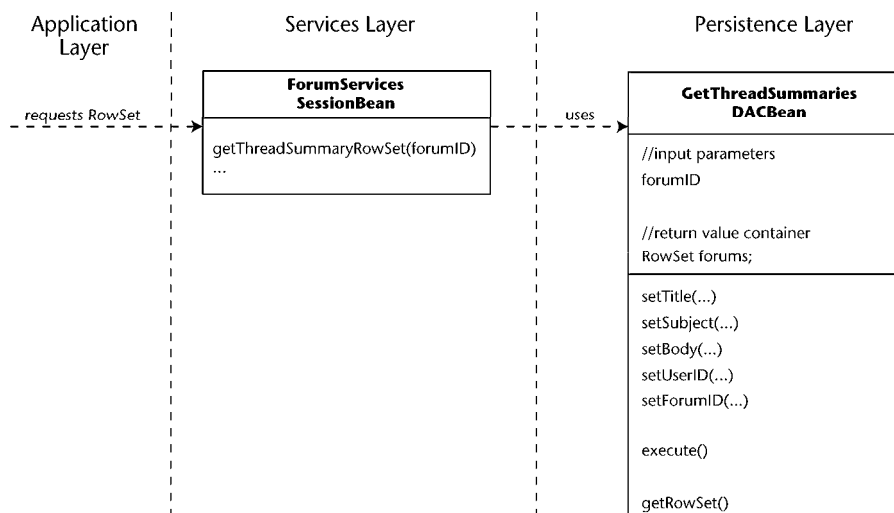 Application
Layer
Services Layer
Persistence Layer
ForumServices
SessionBean
GetThreadSummaries
DACBean
requests RowSet
uses
getThreadSummaryRowSet(forumID)
...
//input parameters
forumID
//return value container
RowSet forums;
setTitle(...)
setSubject(...)
setBody(...)
setUserID(...)
setForumID(...)
execute()
getRowSet()